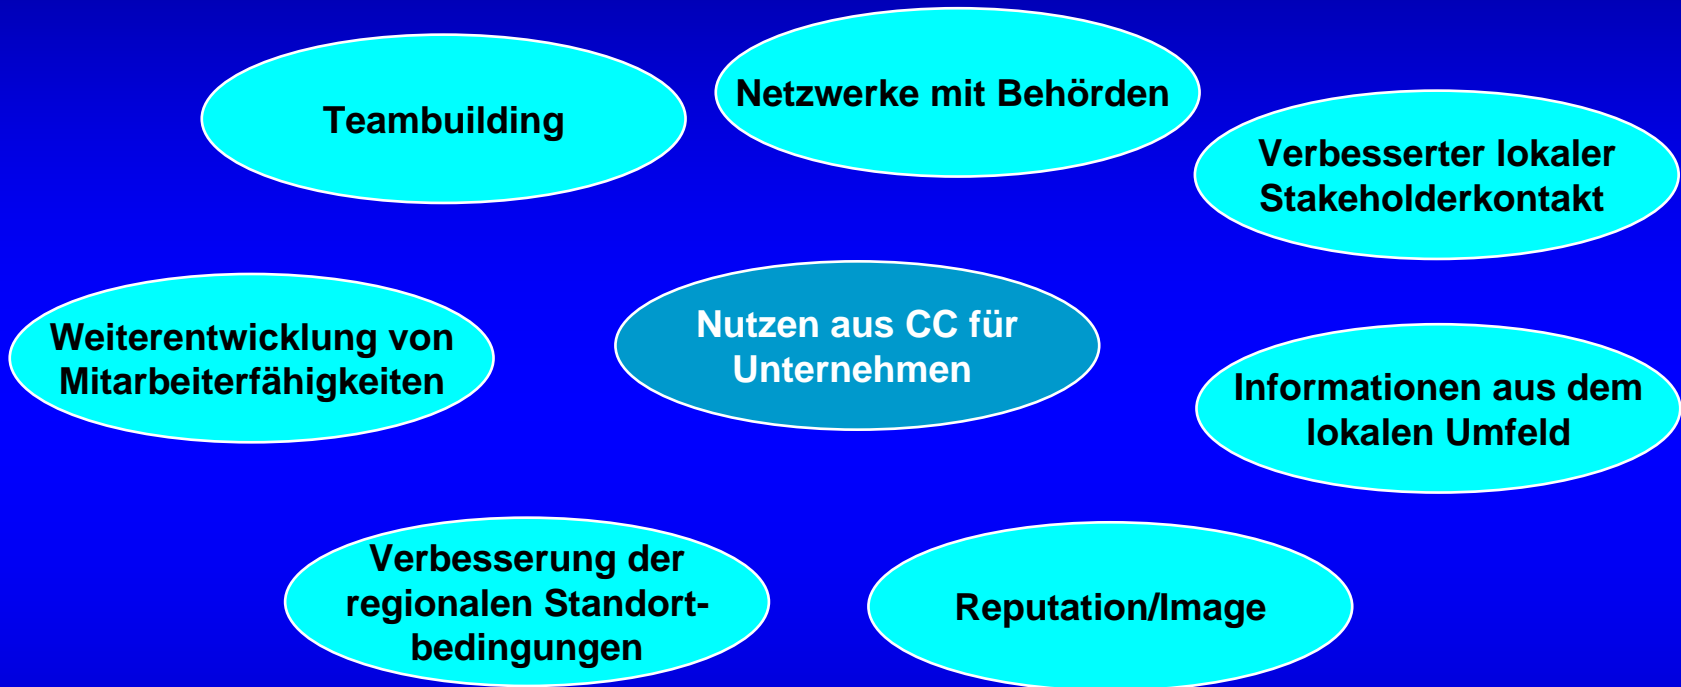 Teambuilding
Netzwerke mit Behörden
Verbesserter lokaler
Stakeholderkontakt
Weiterentwicklung von
Mitarbeiterfähigkeiten
Nutzen aus CC für
Unternehmen
Informationen aus dem
lokalen Umfeld
Verbesserung der
regionalen Standort-
bedingungen
Reputation/Image